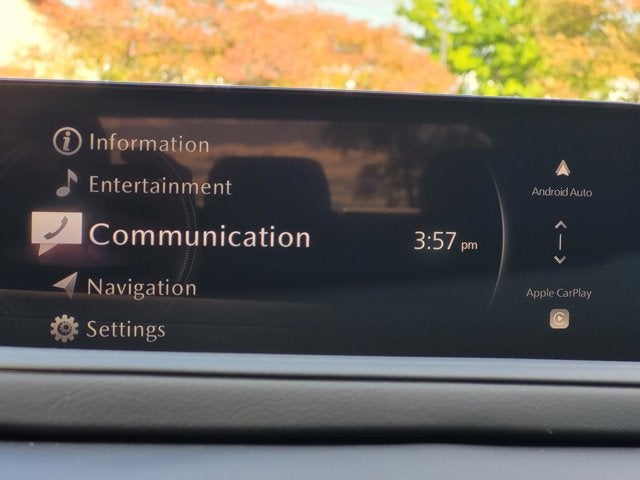 Information
Entertainment
Communication
Navigation
Settings
3:57 pm
Android Auto
Apple CarPlay